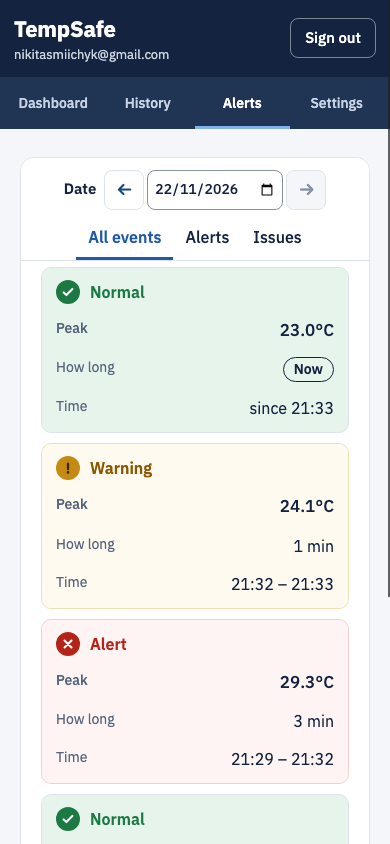 TempSafe
nikitasmiichyk@gmail.com
Sign out
Dashboard History Alerts Settings
Date 22/11/2026
All events Alerts Issues
Normal
Peak 23.0°C
How long Now
Time since 21:33
Warning
Peak 24.1°C
How long 1 min
Time 21:32 – 21:33
Alert
Peak 29.3°C
How long 3 min
Time 21:29 – 21:32
Normal